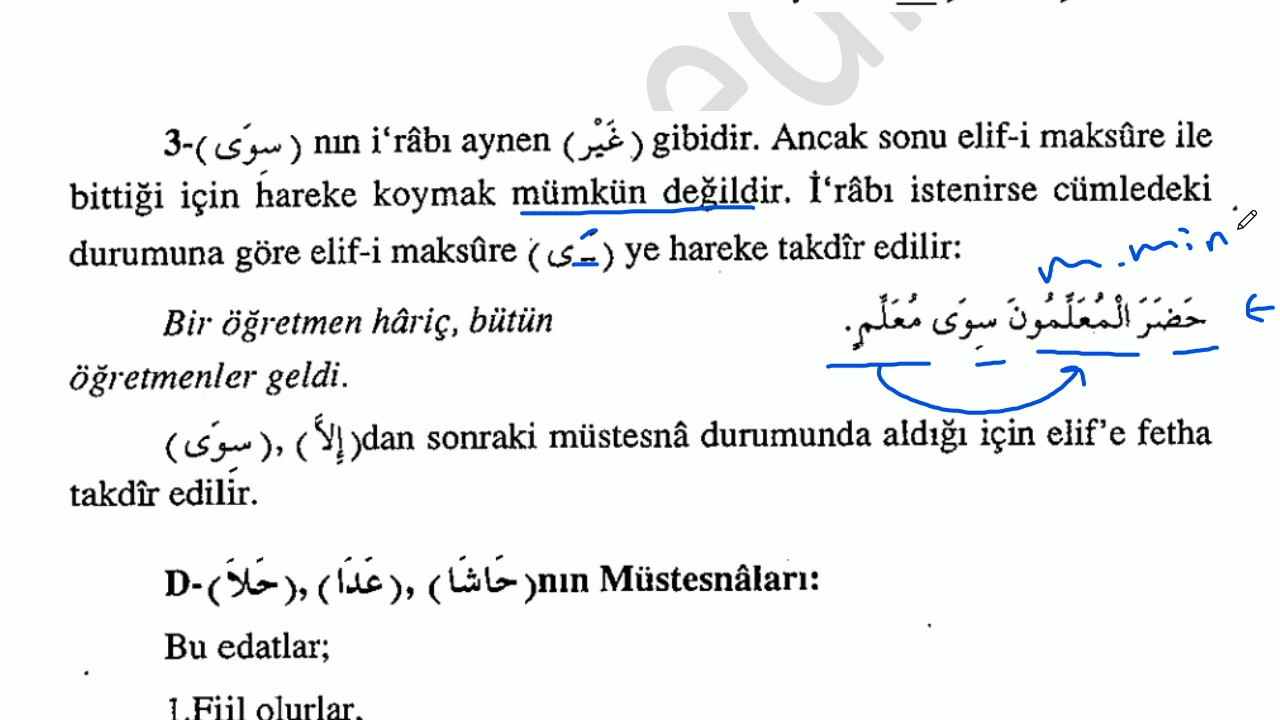 3-(سِوَى) nın i‘râbı aynen (غَيْر) gibidir. Ancak sonu elif-i maksûre ile
bittiği için hareke koymak mümkün değildir. İ‘râbı istenirse cümledeki
durumuna göre elif-i maksûre (ـَى) ye hareke takdîr edilir:
m. min
Bir öğretmen hâriç, bütün
öğretmenler geldi.
حَضَرَ الْمُعَلِّمُونَ سِوَى مُعَلِّمٍ.
(سِوَى), (إِلاَّ)dan sonraki müstesnâ durumunda aldığı için elif’e fetha
takdîr edilir.
D-(خَلاَ), (عَدَا), (حَاشَا)nın Müstesnâları:
Bu edatlar;
1.Fiil olurlar.